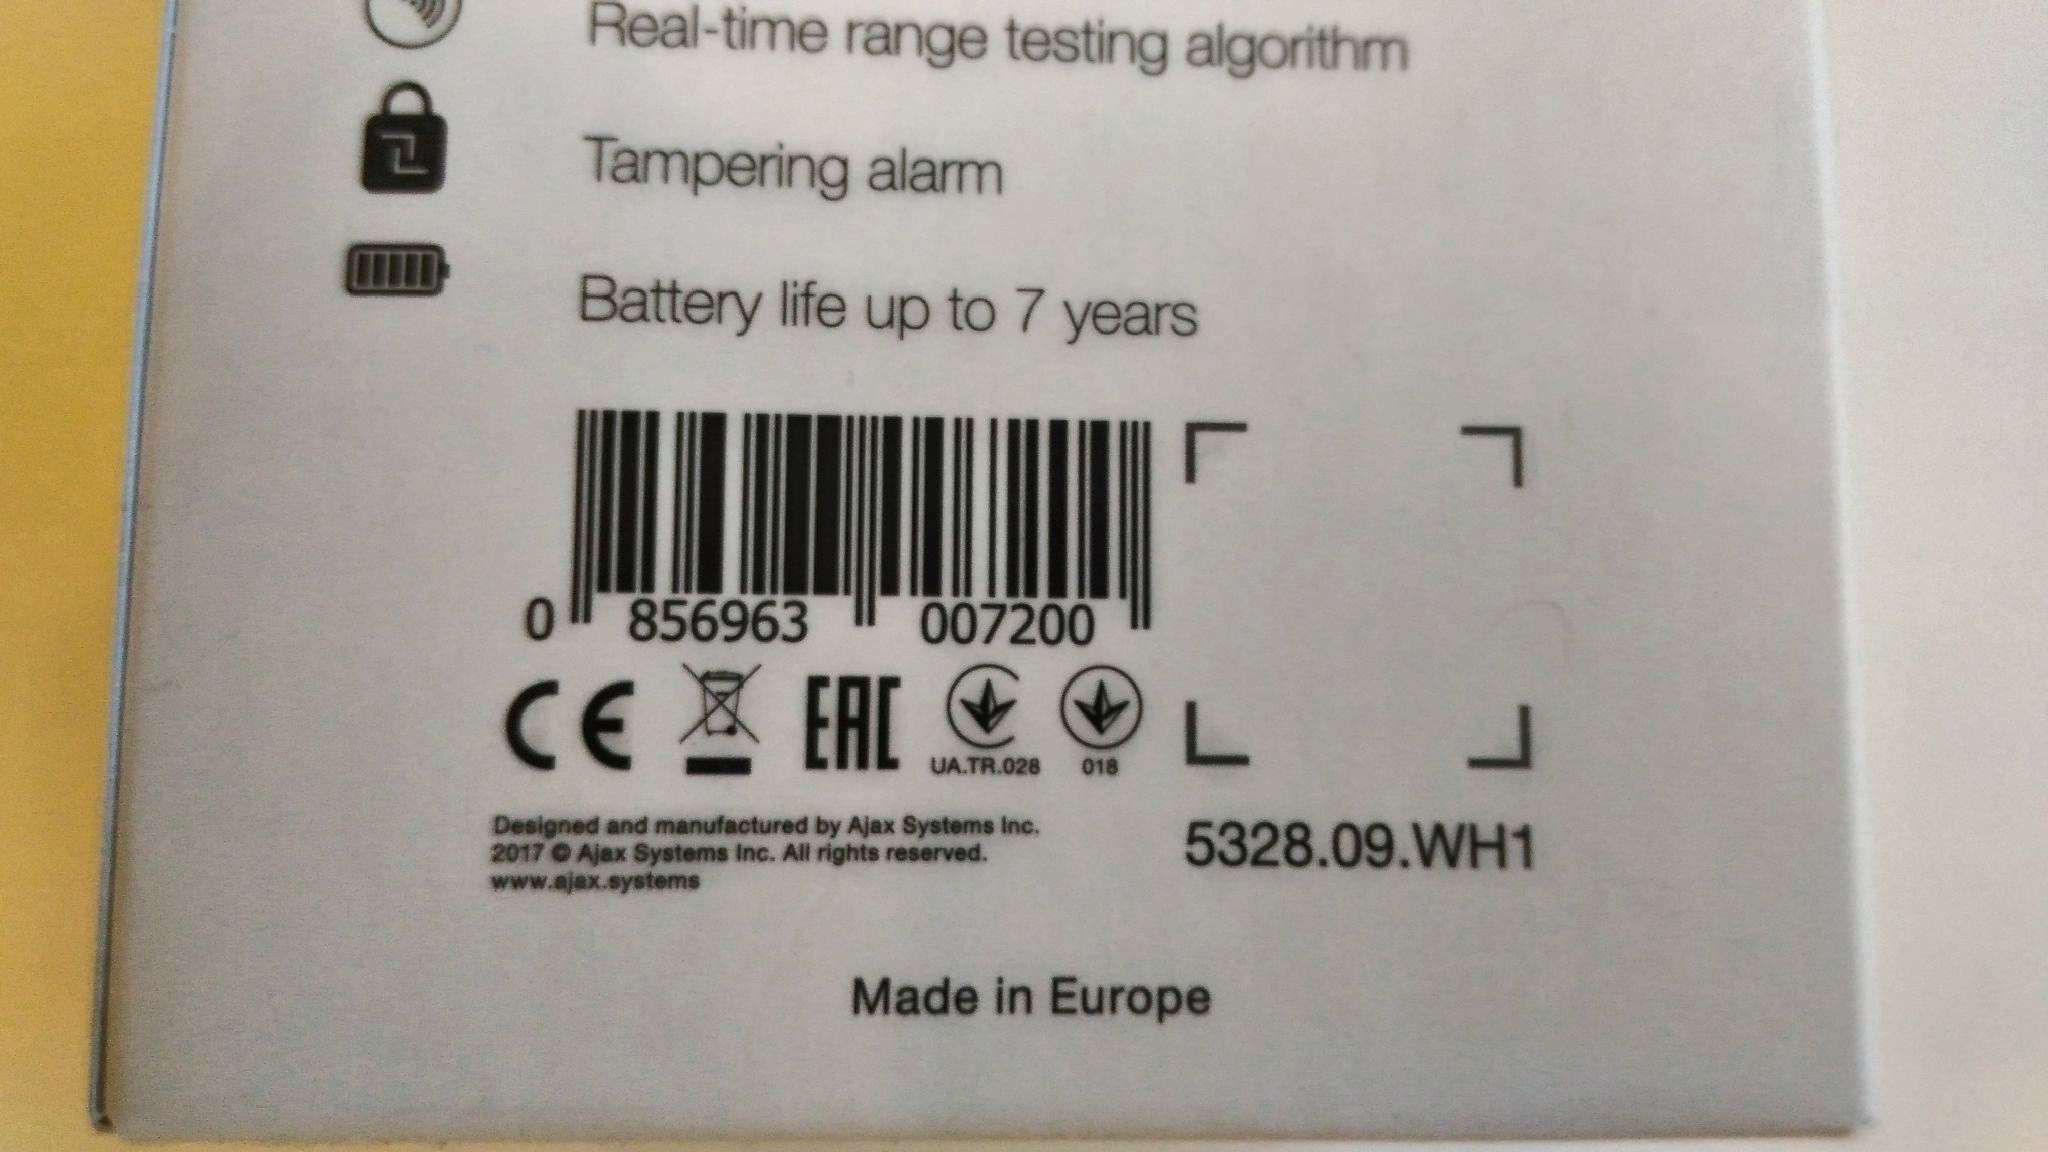 Real-time range testing algorithm
Tampering alarm
Battery life up to 7 years
0 856963 007200
CE EAC
UA.TR.028 018
Designed and manufactured by Ajax Systems Inc.
2017 © Ajax Systems Inc. All rights reserved.
www.ajax.systems
5328.09.WH1
Made in Europe